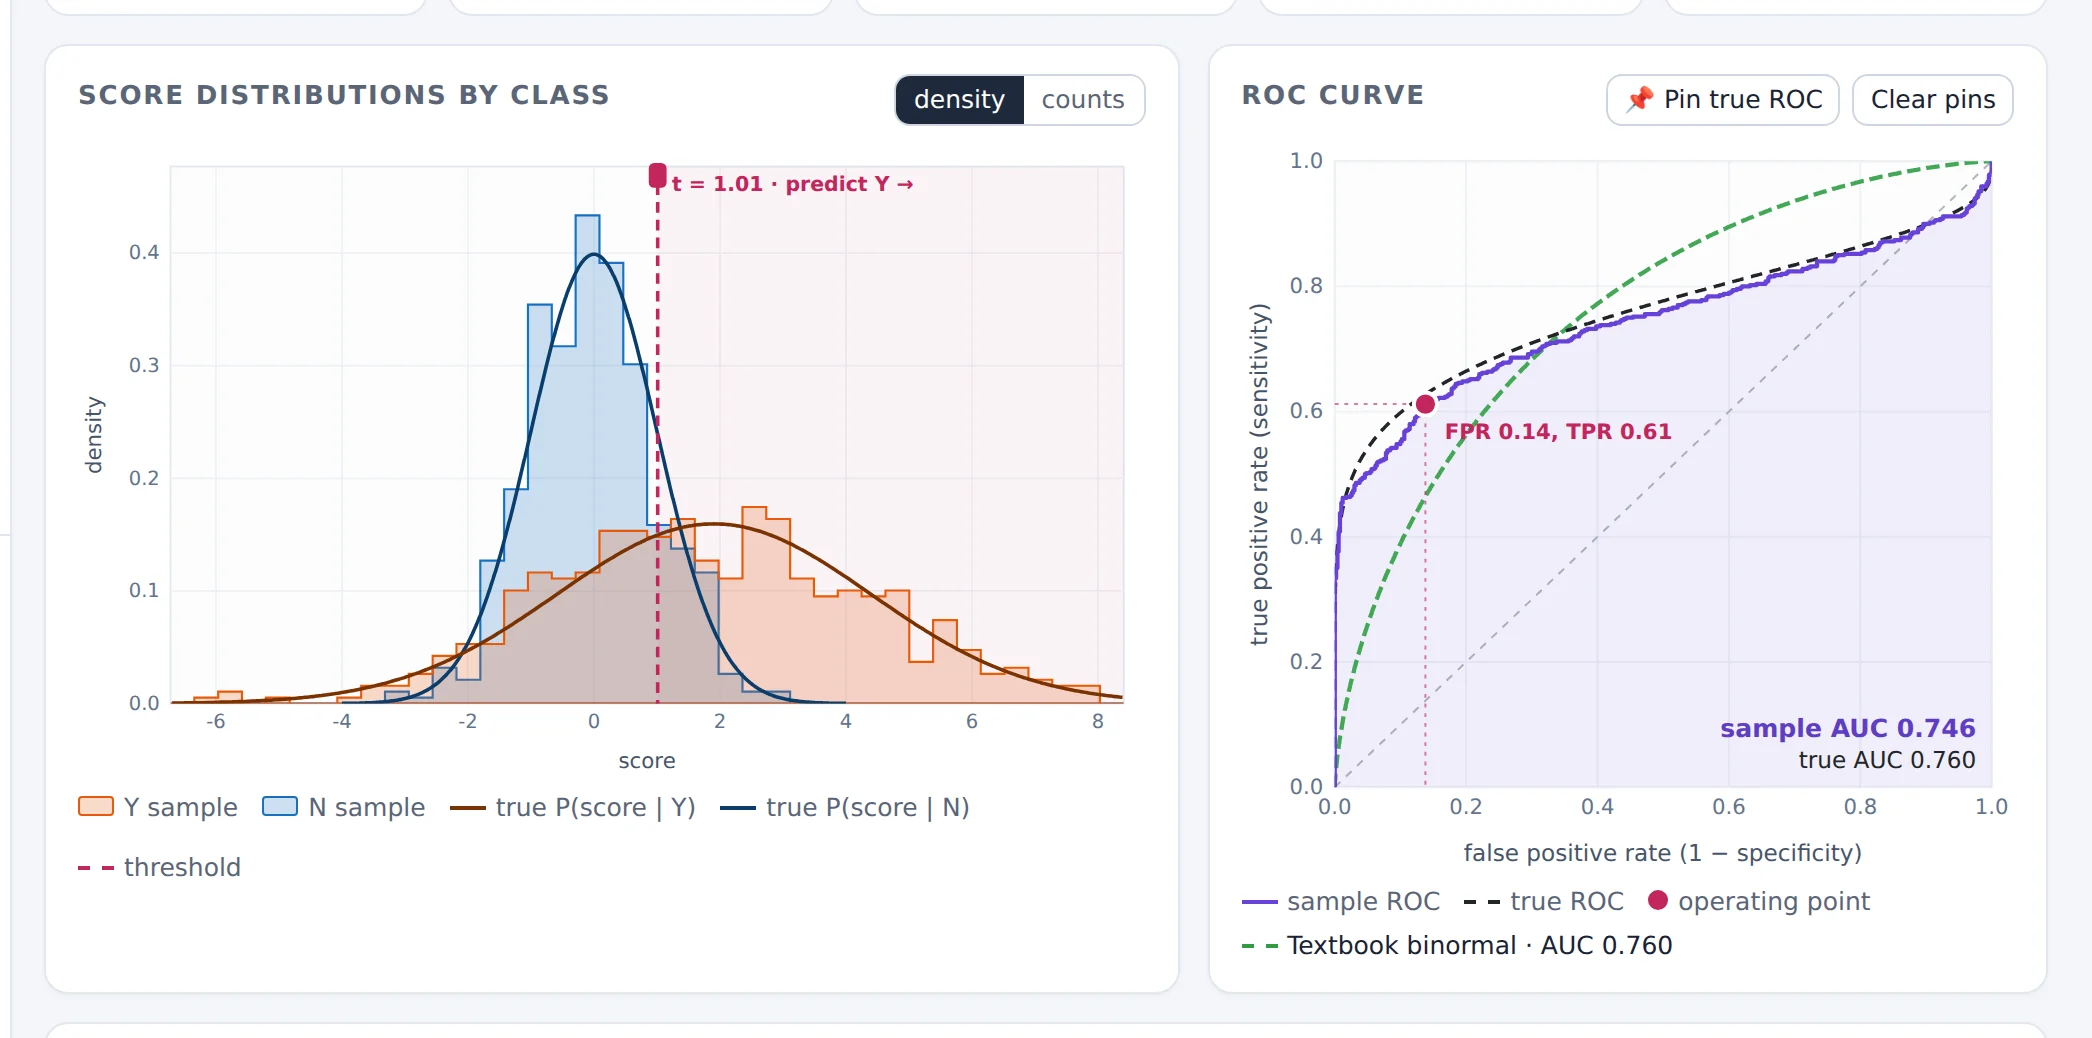 SCORE DISTRIBUTIONS BY CLASS
density counts
t = 1.01 · predict Y →
0.4
0.3
0.2
0.1
0.0
density
-6 -4 -2 0 2 4 6 8
score
Y sample N sample true P(score | Y) true P(score | N)
threshold
ROC CURVE
📌 Pin true ROC Clear pins
1.0
0.8
0.6
0.4
0.2
0.0
true positive rate (sensitivity)
FPR 0.14, TPR 0.61
sample AUC 0.746
true AUC 0.760
0.0 0.2 0.4 0.6 0.8 1.0
false positive rate (1 − specificity)
sample ROC true ROC operating point
Textbook binormal · AUC 0.760